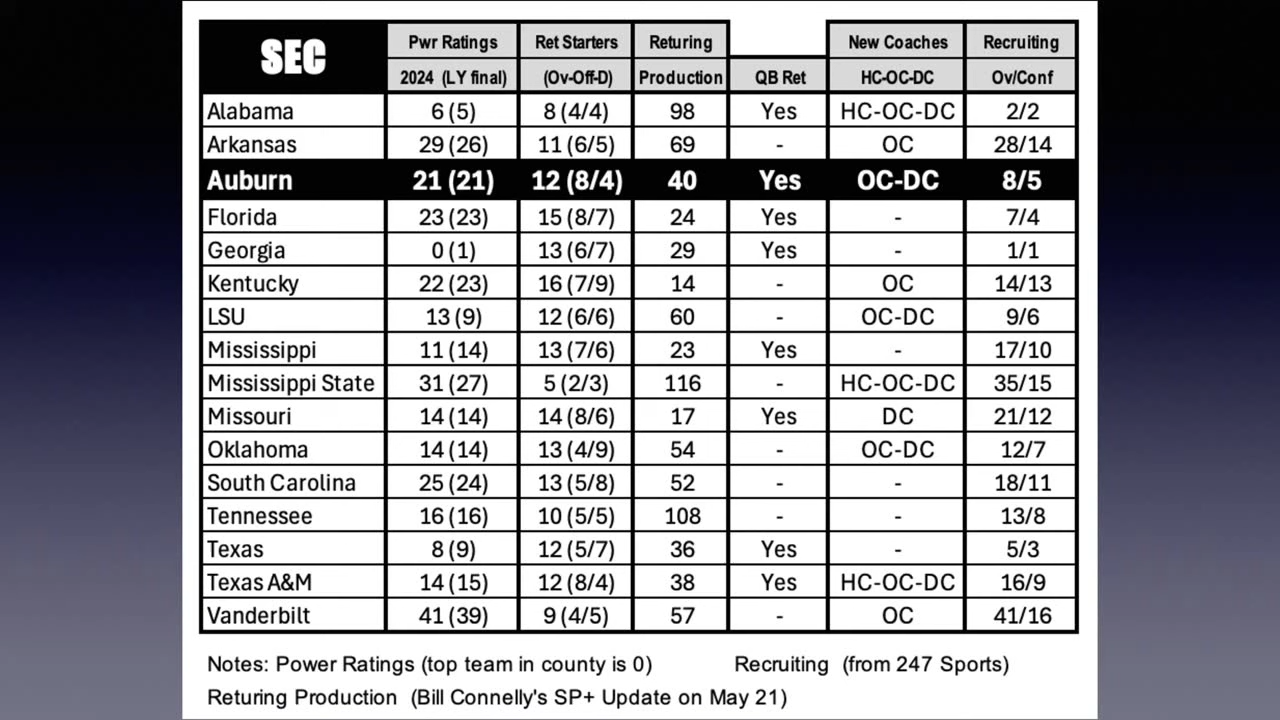 SEC Pwr Ratings Ret Starters Returing New Coaches Recruiting
2024 (LY final) (Ov-Off-D) Production QB Ret HC-OC-DC Ov/Conf
Alabama 6 (5) 8 (4/4) 98 Yes HC-OC-DC 2/2
Arkansas 29 (26) 11 (6/5) 69 - OC 28/14
Auburn 21 (21) 12 (8/4) 40 Yes OC-DC 8/5
Florida 23 (23) 15 (8/7) 24 Yes - 7/4
Georgia 0 (1) 13 (6/7) 29 Yes - 1/1
Kentucky 22 (23) 16 (7/9) 14 - OC 14/13
LSU 13 (9) 12 (6/6) 60 - OC-DC 9/6
Mississippi 11 (14) 13 (7/6) 23 Yes - 17/10
Mississippi State 31 (27) 5 (2/3) 116 - HC-OC-DC 35/15
Missouri 14 (14) 14 (8/6) 17 Yes DC 21/12
Oklahoma 14 (14) 13 (4/9) 54 - OC-DC 12/7
South Carolina 25 (24) 13 (5/8) 52 - - 18/11
Tennessee 16 (16) 10 (5/5) 108 - - 13/8
Texas 8 (9) 12 (5/7) 36 Yes - 5/3
Texas A&M 14 (15) 12 (8/4) 38 Yes HC-OC-DC 16/9
Vanderbilt 41 (39) 9 (4/5) 57 - OC 41/16
Notes: Power Ratings (top team in county is 0) Recruiting (from 247 Sports)
Returing Production (Bill Connelly's SP+ Update on May 21)